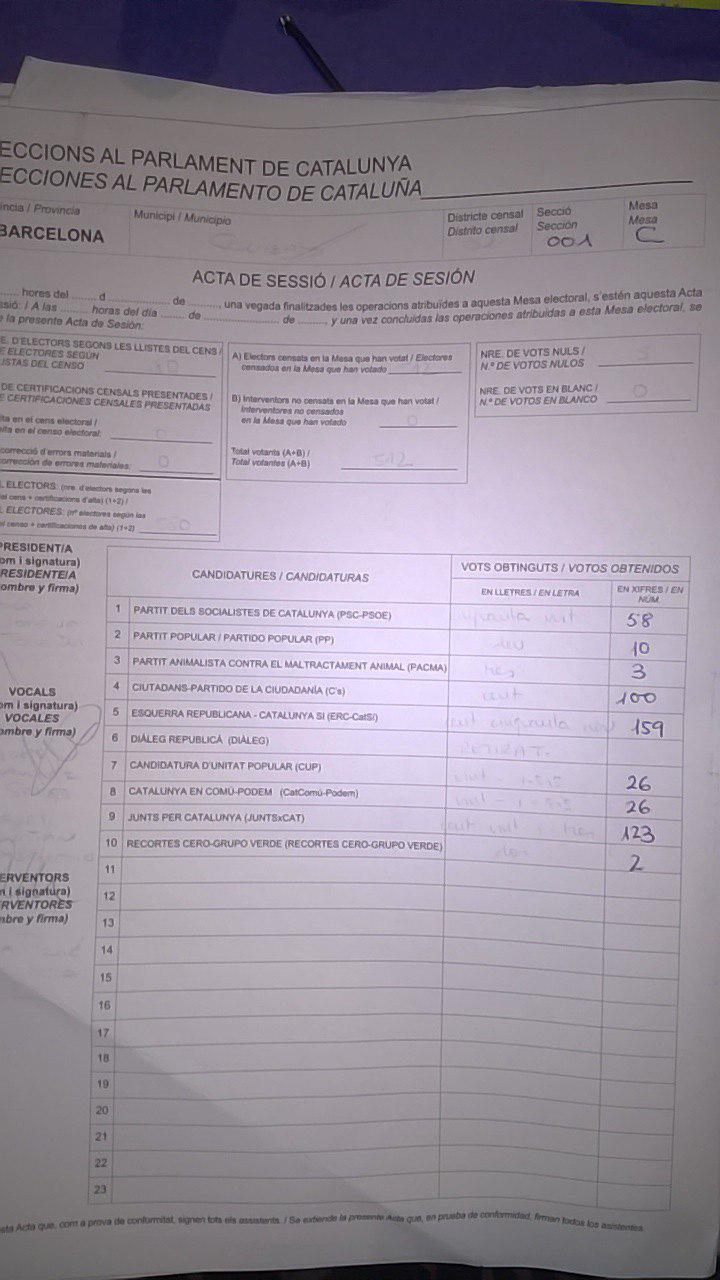 ECCIONS AL PARLAMENT DE CATALUNYA
ECCIONES AL PARLAMENTO DE CATALUÑA
íncia / Provincia
BARCELONA
Municipi / Municipio
Districte censal
Distrito censal
Secció
Sección
001
Mesa
Mesa
C
ACTA DE SESSIÓ / ACTA DE SESIÓN
hores del ........ d ........ de ........, una vegada finalitzades les operacions atribuïdes a aquesta Mesa electoral, s'estén aquesta Acta
ssió: / A las ........ horas del día ........ de ........ de ........, y una vez concluidas las operaciones atribuidas a esta Mesa electoral, se
e la presente Acta de Sesión:
E. D'ELECTORS SEGONS LES LLISTES DEL CENS /
E ELECTORES SEGÚN
LISTAS DEL CENSO
DE CERTIFICACIONS CENSALS PRESENTADES /
E CERTIFICACIONES CENSALES PRESENTADAS
lta en el cens electoral /
alta en el censo electoral:
correcció d'errors materials /
corrección de errores materiales: 0
L ELECTORS: (nre. d'electors segons les
el cens + certificacions d'alta) (1+2) /
L ELECTORES: (nº electores según las
el censo + certificaciones de alta) (1+2)
A) Electors censats en la Mesa que han votat / Electores
censados en la Mesa que han votado
B) Interventors no censats en la Mesa que han votat /
Interventores no censados
en la Mesa que han votado 0
Total votants (A+B) /
Total votantes (A+B) 512
NRE. DE VOTS NULS /
N.º DE VOTOS NULOS
NRE. DE VOTS EN BLANC /
N.º DE VOTOS EN BLANCO 0
PRESIDENT/A
om i signatura)
RESIDENTE/A
ombre y firma)
VOCALS
om i signatura)
VOCALES
ombre y firma)
ERVENTORS
m i signatura)
RVENTORES
mbre y firma)
CANDIDATURES / CANDIDATURAS
VOTS OBTINGUTS / VOTOS OBTENIDOS
EN LLETRES / EN LETRA
EN XIFRES / EN
NÚM.
1 PARTIT DELS SOCIALISTES DE CATALUNYA (PSC-PSOE) 58
2 PARTIT POPULAR / PARTIDO POPULAR (PP) deu 10
3 PARTIT ANIMALISTA CONTRA EL MALTRACTAMENT ANIMAL (PACMA) tres 3
4 CIUTADANS-PARTIDO DE LA CIUDADANÍA (C's) cent 100
5 ESQUERRA REPUBLICANA - CATALUNYA SÍ (ERC-CatSí) cent cinquanta nou 159
6 DIÀLEG REPUBLICÀ (DIÀLEG) RETIRAT
7 CANDIDATURA D'UNITAT POPULAR (CUP) vint - i - sis 26
8 CATALUNYA EN COMÚ-PODEM (CatComú-Podem) vint - i - sis 26
9 JUNTS PER CATALUNYA (JUNTSxCAT) cent vint i tres 123
10 RECORTES CERO-GRUPO VERDE (RECORTES CERO-GRUPO VERDE) dos 2
11
12
13
14
15
16
17
18
19
20
21
22
23
sta Acta que, com a prova de conformitat, signen tots els assistents. / Se extiende la presente Acta que, en prueba de conformidad, firman todos los asistentes.